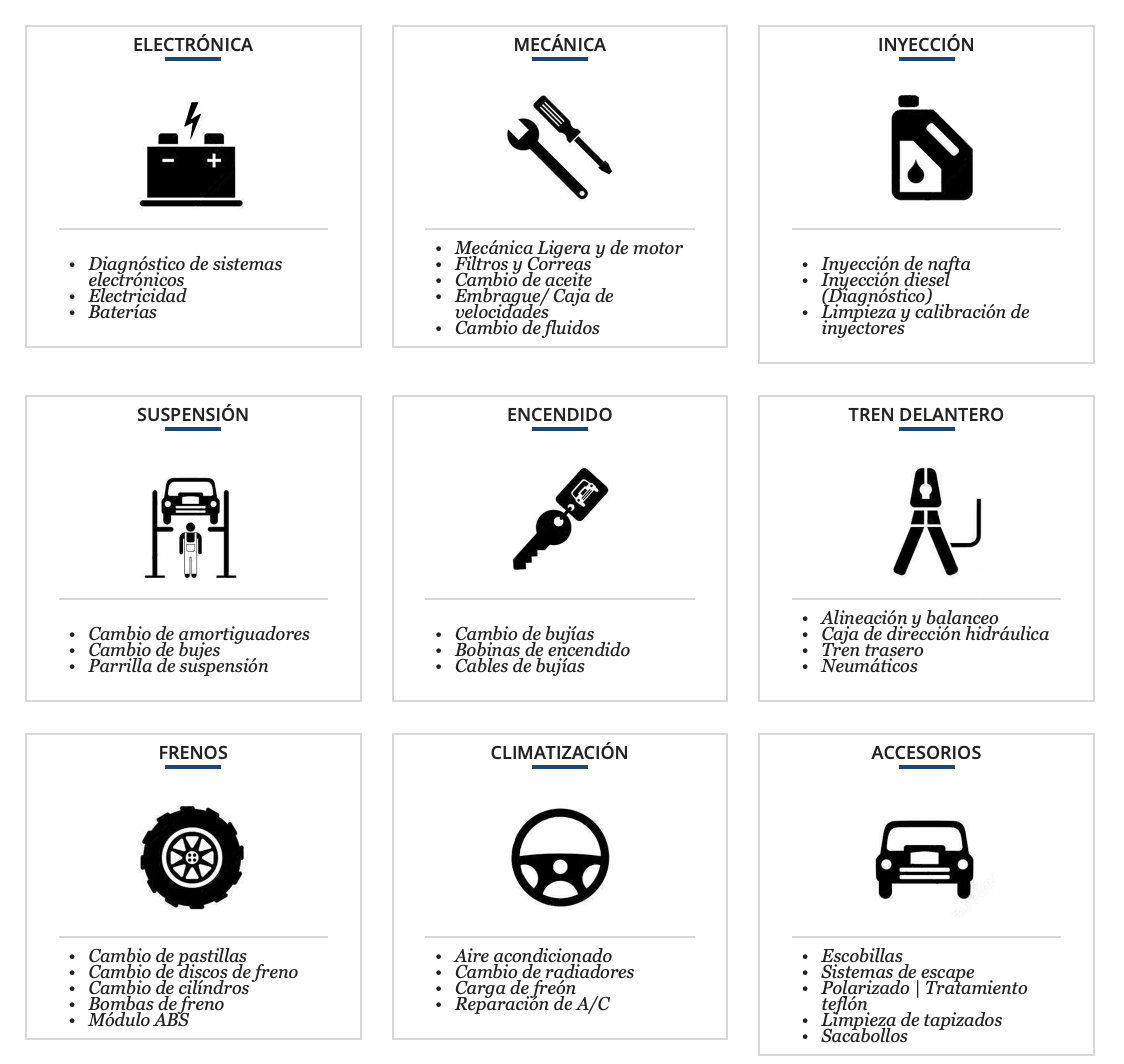 ELECTRÓNICA
Diagnóstico de sistemas
electrónicos
Electricidad
Baterías
MECÁNICA
Mecánica Ligera y de motor
Filtros y Correas
Cambio de aceite
Embrague/ Caja de
velocidades
Cambio de fluidos
INYECCIÓN
Inyección de nafta
Inyección diesel
(Diagnóstico)
Limpieza y calibración de
inyectores
SUSPENSIÓN
Cambio de amortiguadores
Cambio de bujes
Parrilla de suspensión
ENCENDIDO
Cambio de bujías
Bobinas de encendido
Cables de bujías
TREN DELANTERO
Alineación y balanceo
Caja de dirección hidráulica
Tren trasero
Neumáticos
FRENOS
Cambio de pastillas
Cambio de discos de freno
Cambio de cilíndros
Bombas de freno
Módulo ABS
CLIMATIZACIÓN
Aire acondicionado
Cambio de radiadores
Carga de freón
Reparación de A/C
ACCESORIOS
Escobillas
Sistemas de escape
Polarizado | Tratamiento
teflón
Limpieza de tapizados
Sacabollos